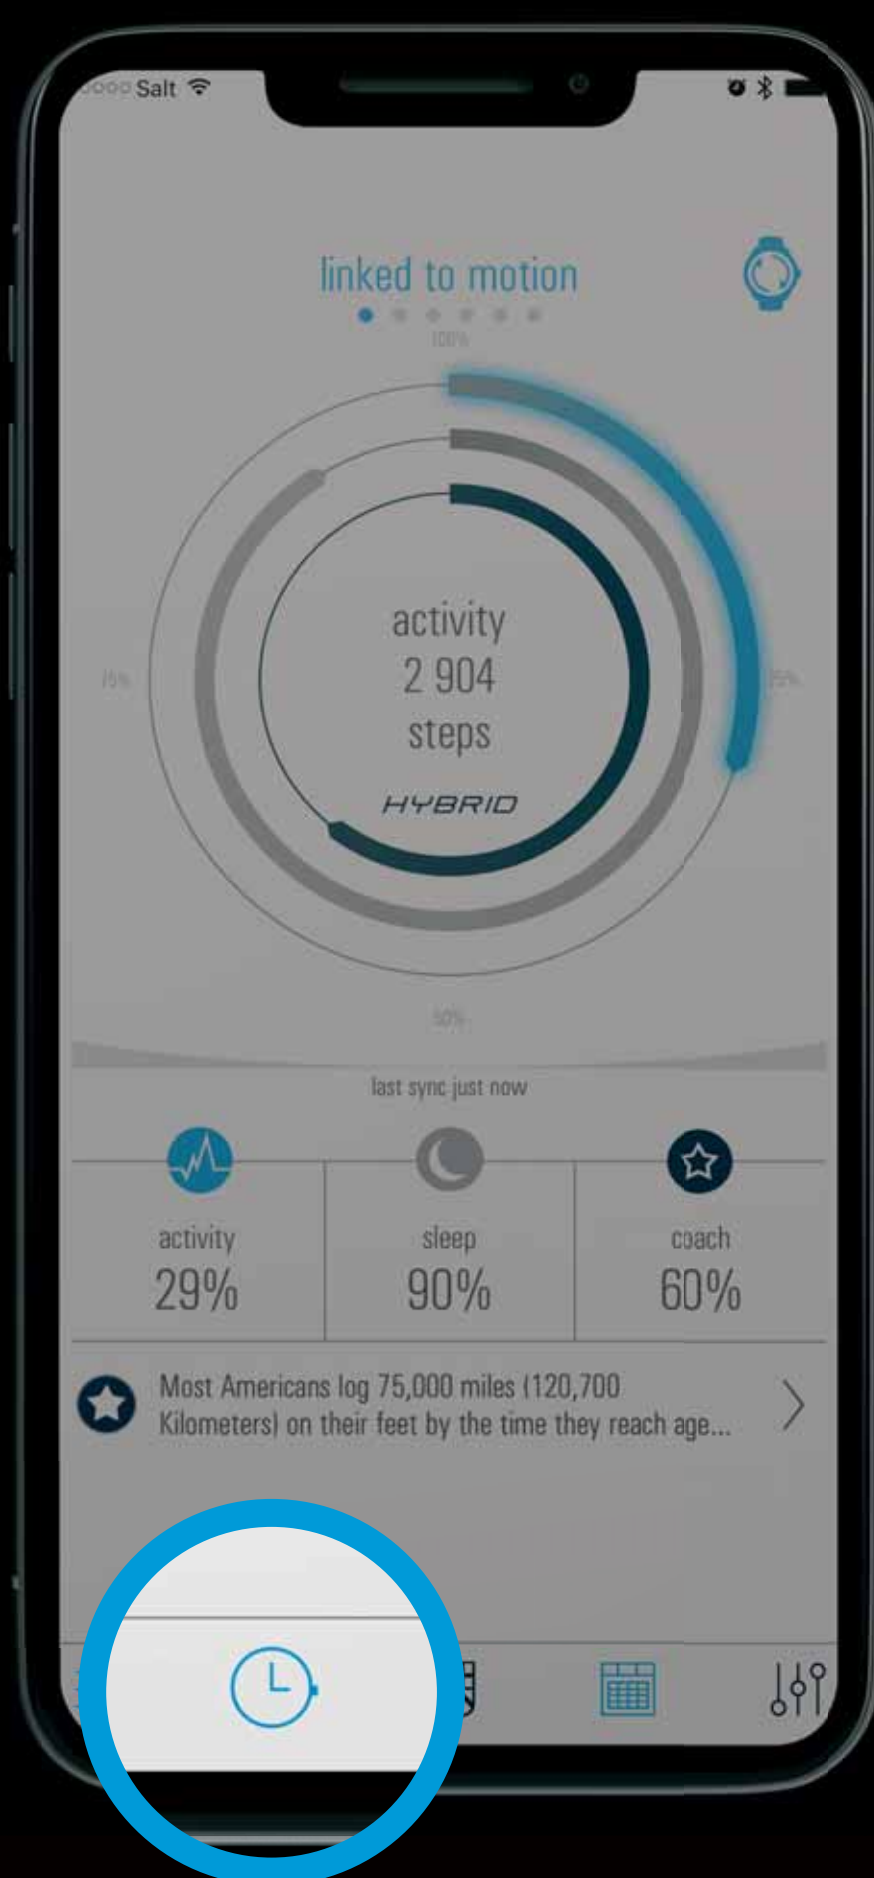 Salt
linked to motion
100%
75%
25%
activity
2 904
steps
HYBRID
50%
last sync just now
activity
29%
sleep
90%
coach
60%
Most Americans log 75,000 miles (120,700
Kilometers) on their feet by the time they reach age...